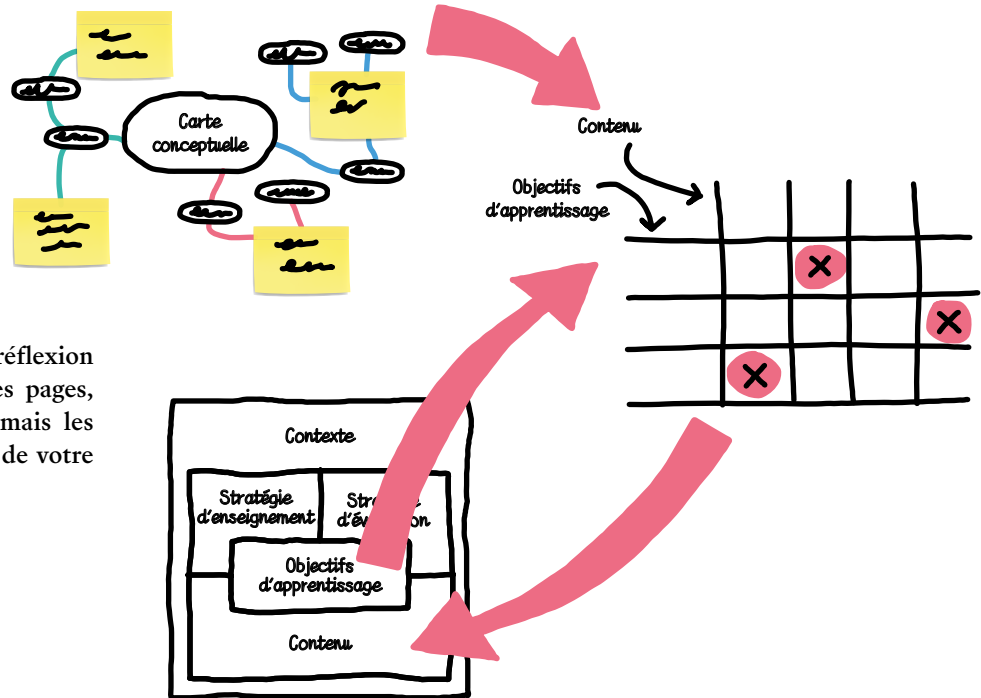 Carte
conceptuelle
Contenu
Objectifs
d'apprentissage
réflexion
es pages,
mais les
de votre
Contexte
Stratégie
d'enseignement
Objectifs
d'apprentissage
Contenu